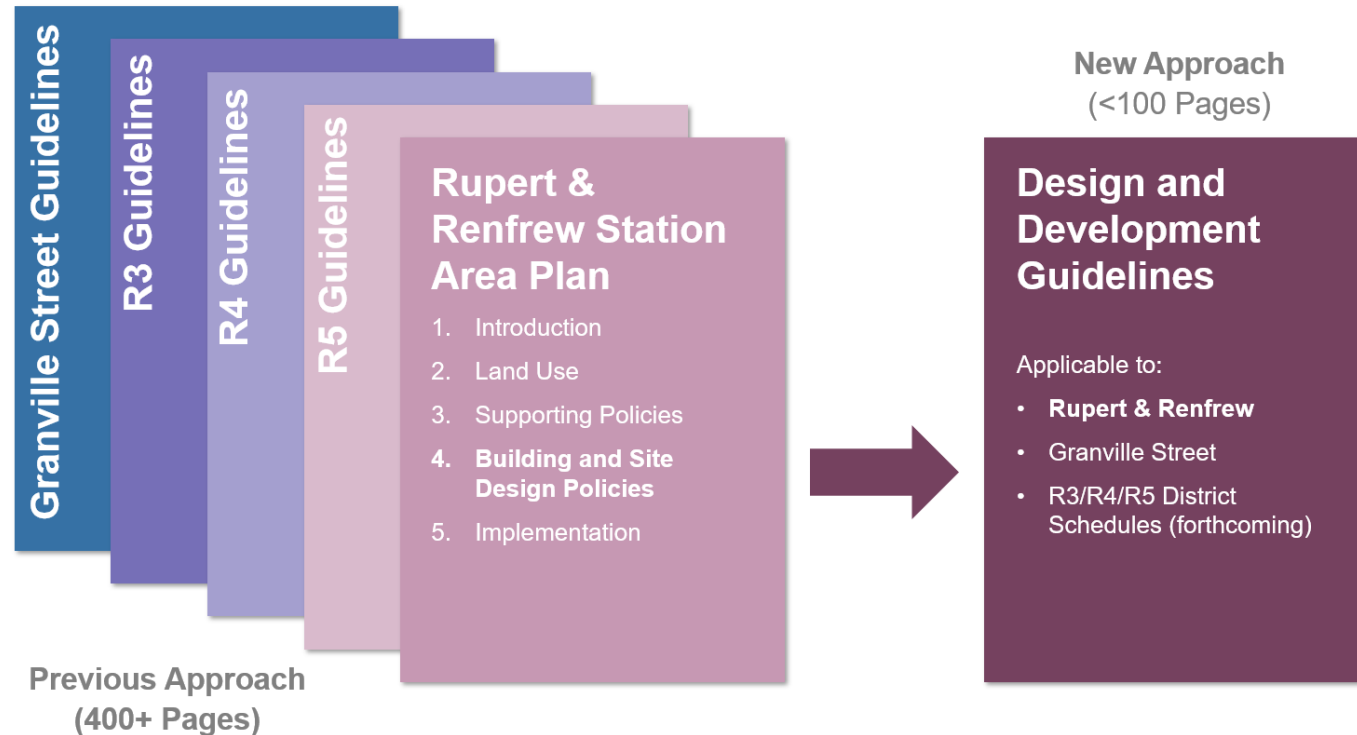 Granville Street Guidelines
R3 Guidelines
R4 Guidelines
R5 Guidelines
Rupert &
Renfrew Station
Area Plan
1. Introduction
2. Land Use
3. Supporting Policies
4. Building and Site
Design Policies
5. Implementation
Previous Approach
(400+ Pages)
New Approach
(<100 Pages)
Design and
Development
Guidelines
Applicable to:
• Rupert & Renfrew
• Granville Street
• R3/R4/R5 District
Schedules (forthcoming)